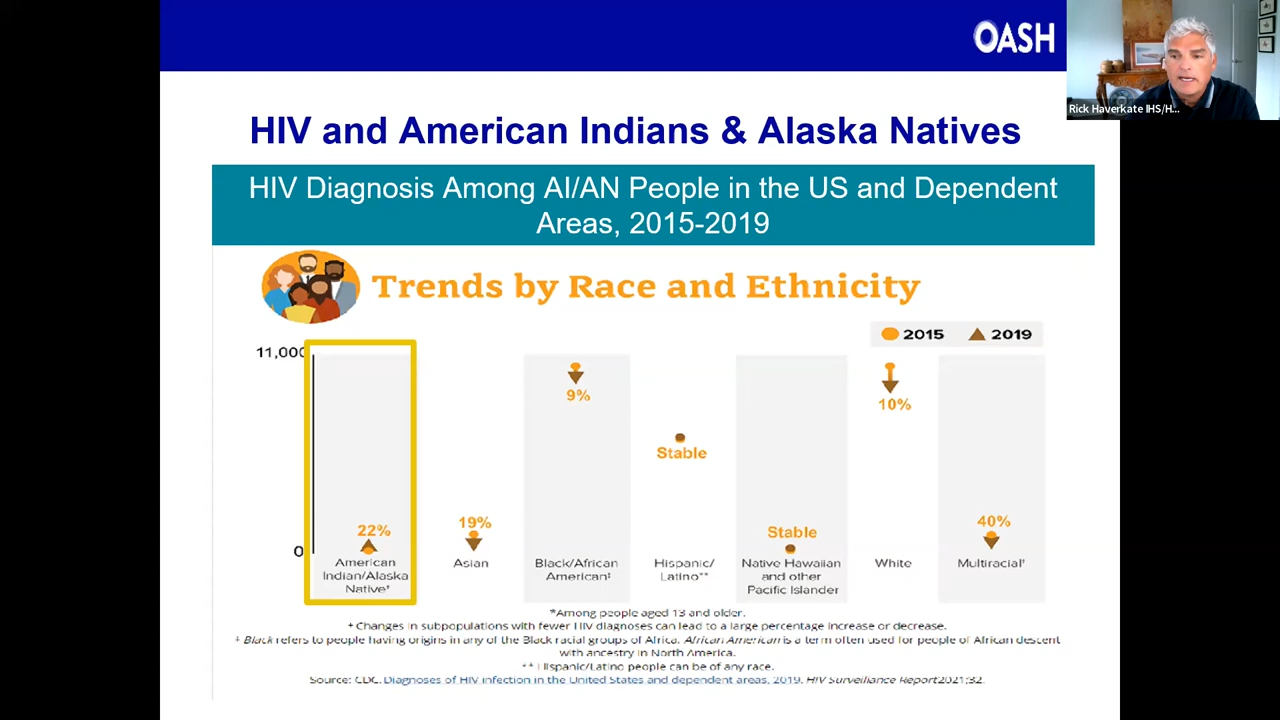 OASH
Rick Haverkate IHS/H...
HIV and American Indians & Alaska Natives
HIV Diagnosis Among AI/AN People in the US and Dependent
Areas, 2015-2019
Trends by Race and Ethnicity
2015 2019
11,000
0
22%
19%
9%
Stable
Stable
10%
40%
American
Indian/Alaska
Native†
Asian
Black/African
American‡
Hispanic/
Latino**
Native Hawaiian
and other
Pacific Islander
White
Multiracial†
*Among people aged 13 and older.
† Changes in subpopulations with fewer HIV diagnoses can lead to a large percentage increase or decrease.
‡ Black refers to people having origins in any of the Black racial groups of Africa. African American is a term often used for people of African descent
with ancestry in North America.
** Hispanic/Latino people can be of any race.
Source: CDC. Diagnoses of HIV infection in the United States and dependent areas, 2019. HIV Surveillance Report 2021;32.